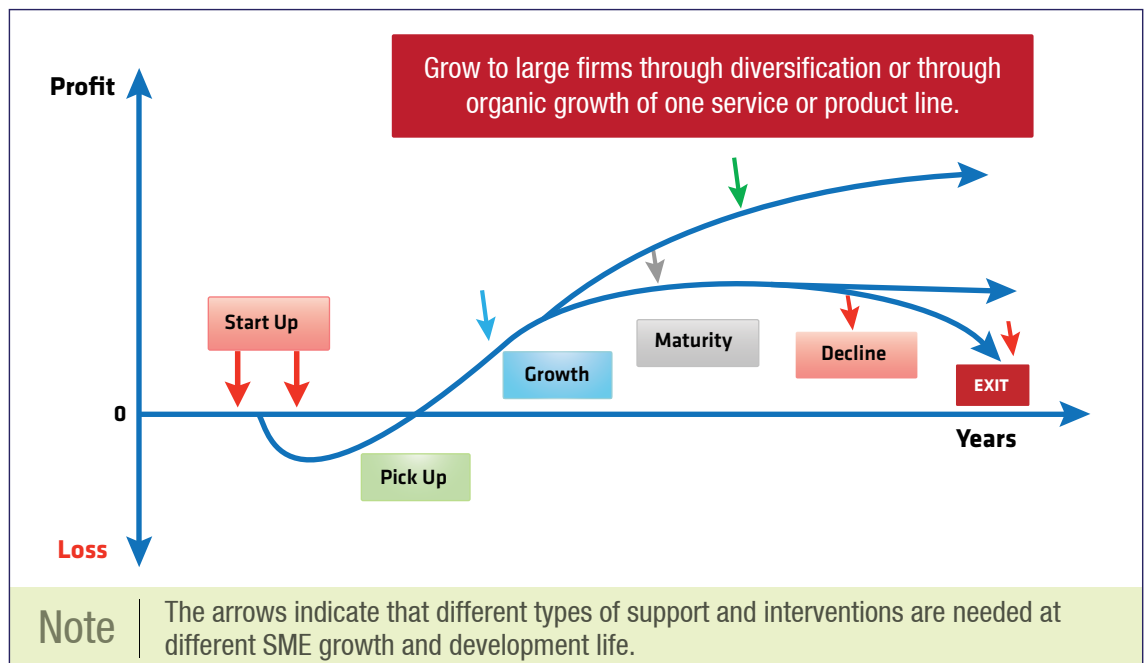 Grow to large firms through diversification or through
organic growth of one service or product line.
Profit
Start Up
Maturity
Decline
Growth
EXIT
0
Years
Pick Up
Loss
Note
The arrows indicate that different types of support and interventions are needed at
different SME growth and development life.